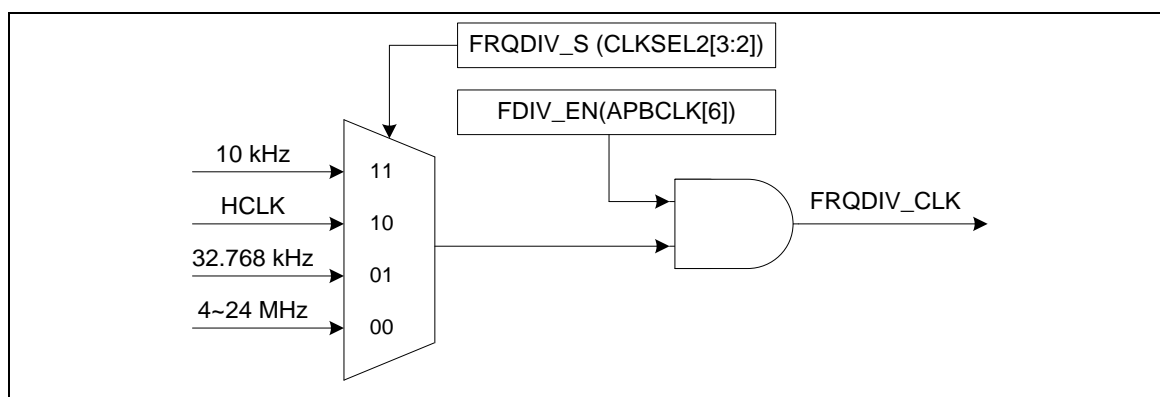 FRQDIV_S (CLKSEL2[3:2])
FDIV_EN(APBCLK[6])
10 kHz
11
HCLK
10
32.768 kHz
01
4~24 MHz
00
FRQDIV_CLK